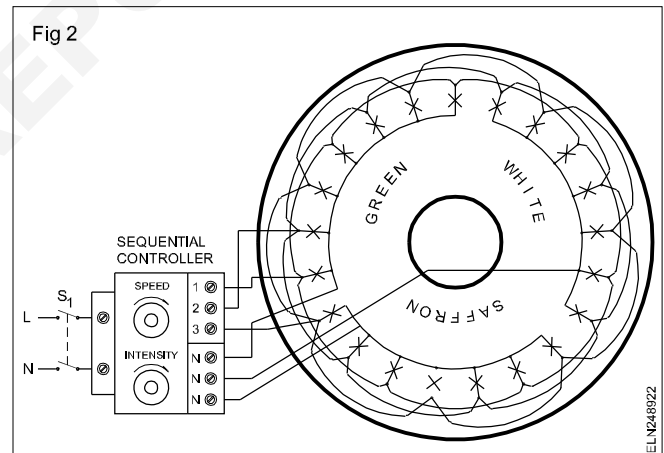 Fig 2
GREEN
WHITE
SAFFRON
SEQUENTIAL
CONTROLLER
SPEED
INTENSITY
S1
L
N
1
2
3
N
N
N
ELN248922